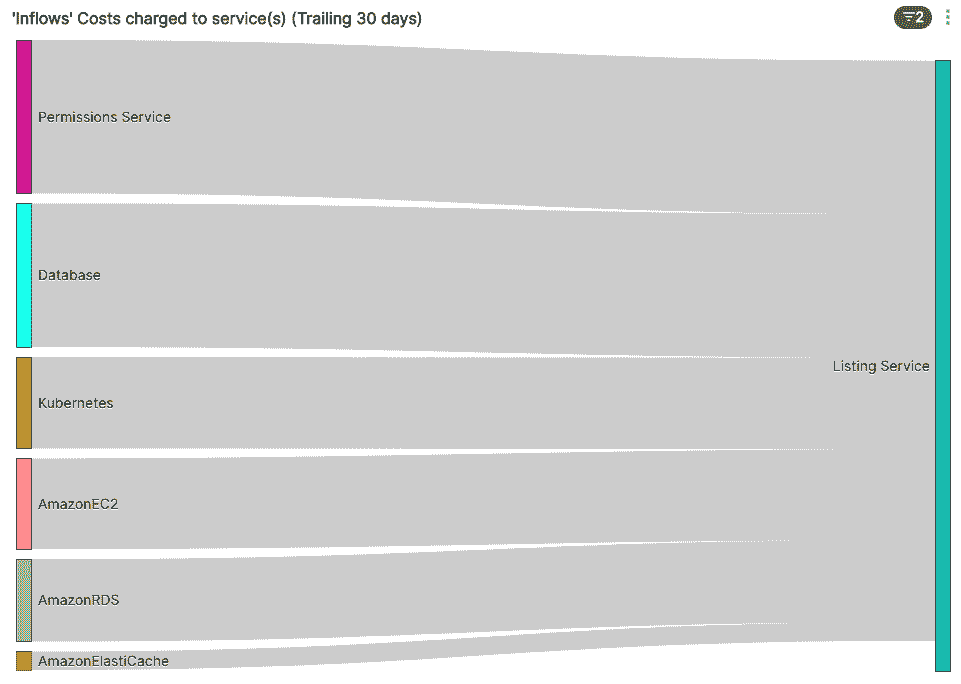 'Inflows' Costs charged to service(s) (Trailing 30 days)
2
Permissions Service
Database
Kubernetes
Listing Service
AmazonEC2
AmazonRDS
AmazonElastiCache